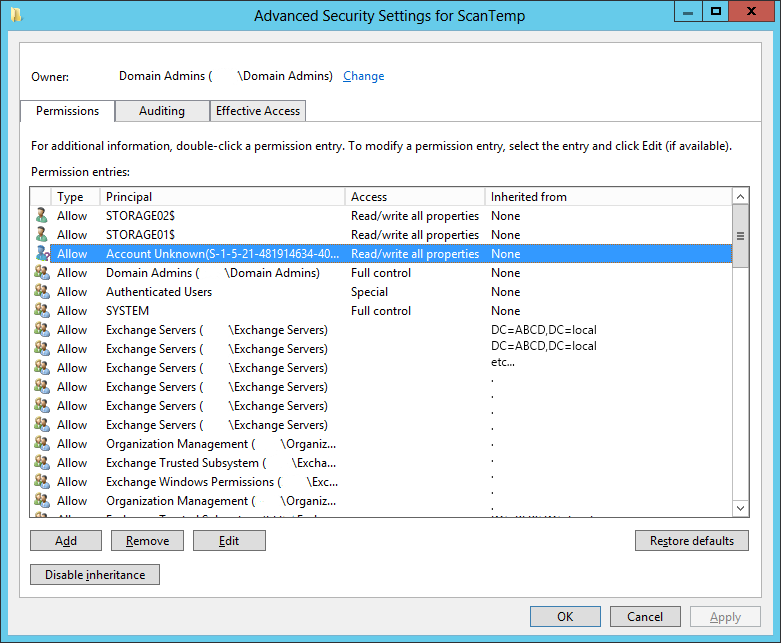 Advanced Security Settings for ScanTemp
Owner: Domain Admins ( \Domain Admins) Change
Permissions Auditing Effective Access
For additional information, double-click a permission entry. To modify a permission entry, select the entry and click Edit (if available).
Permission entries:
Type Principal Access Inherited from
Allow STORAGE02$ Read/write all properties None
Allow STORAGE01$ Read/write all properties None
Allow Account Unknown(S-1-5-21-481914634-40... Read/write all properties None
Allow Domain Admins ( \Domain Admins) Full control None
Allow Authenticated Users Special None
Allow SYSTEM Full control None
Allow Exchange Servers ( \Exchange Servers) DC=ABCD,DC=local
Allow Exchange Servers ( \Exchange Servers) DC=ABCD,DC=local
Allow Exchange Servers ( \Exchange Servers) etc...
Allow Exchange Servers ( \Exchange Servers) .
Allow Exchange Servers ( \Exchange Servers) .
Allow Exchange Servers ( \Exchange Servers) .
Allow Organization Management ( \Organiz... .
Allow Exchange Trusted Subsystem ( \Excha... .
Allow Exchange Windows Permissions ( \Exc... .
Allow Organization Management ( \Organiz... .
Add Remove Edit Restore defaults
Disable inheritance
OK Cancel Apply